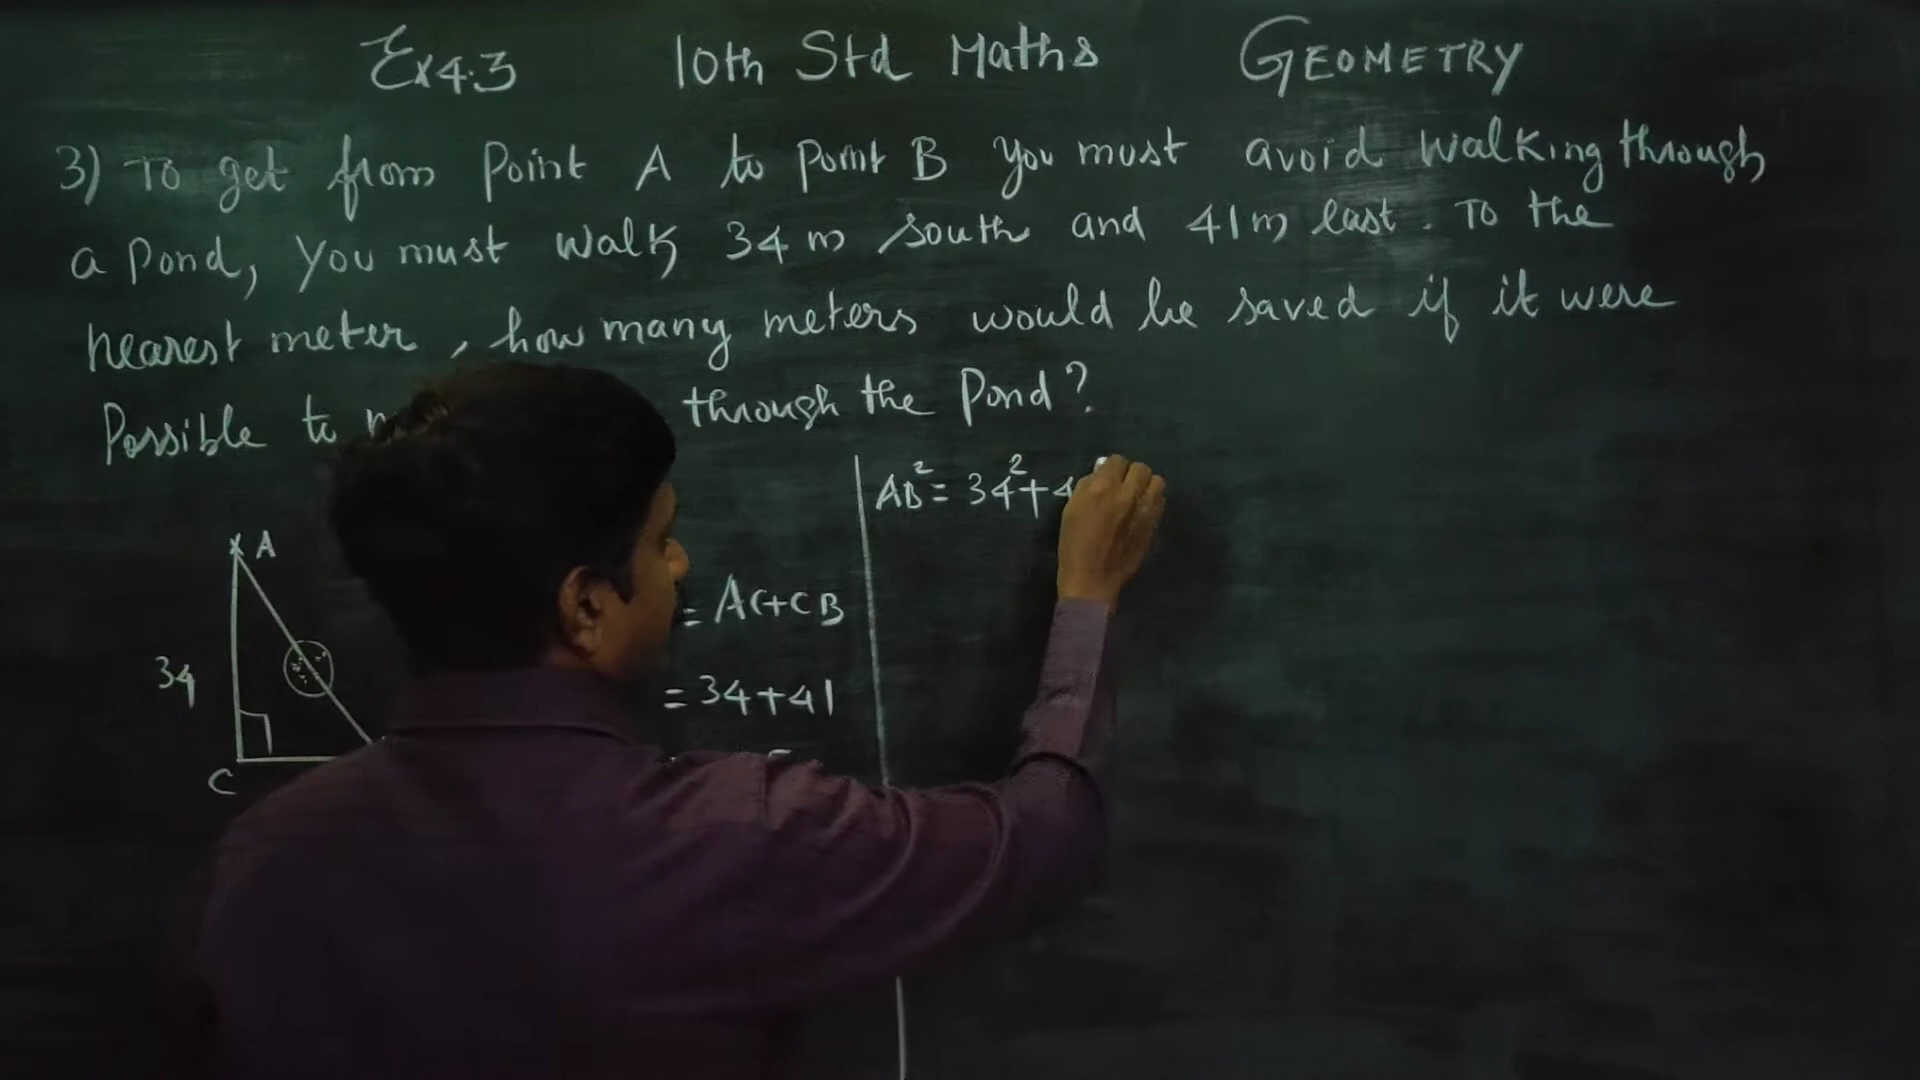 Ex 4.3 10th Std Maths GEOMETRY
3) To get from Point A to Point B you must avoid walking through
a Pond, You must walk 34 m south and 41 m East. To the
nearest meter, how many meters would be saved if it were
Possible to through the Pond?
AB² = 34² + 4
A
= AC+CB
34
= 34+41
C